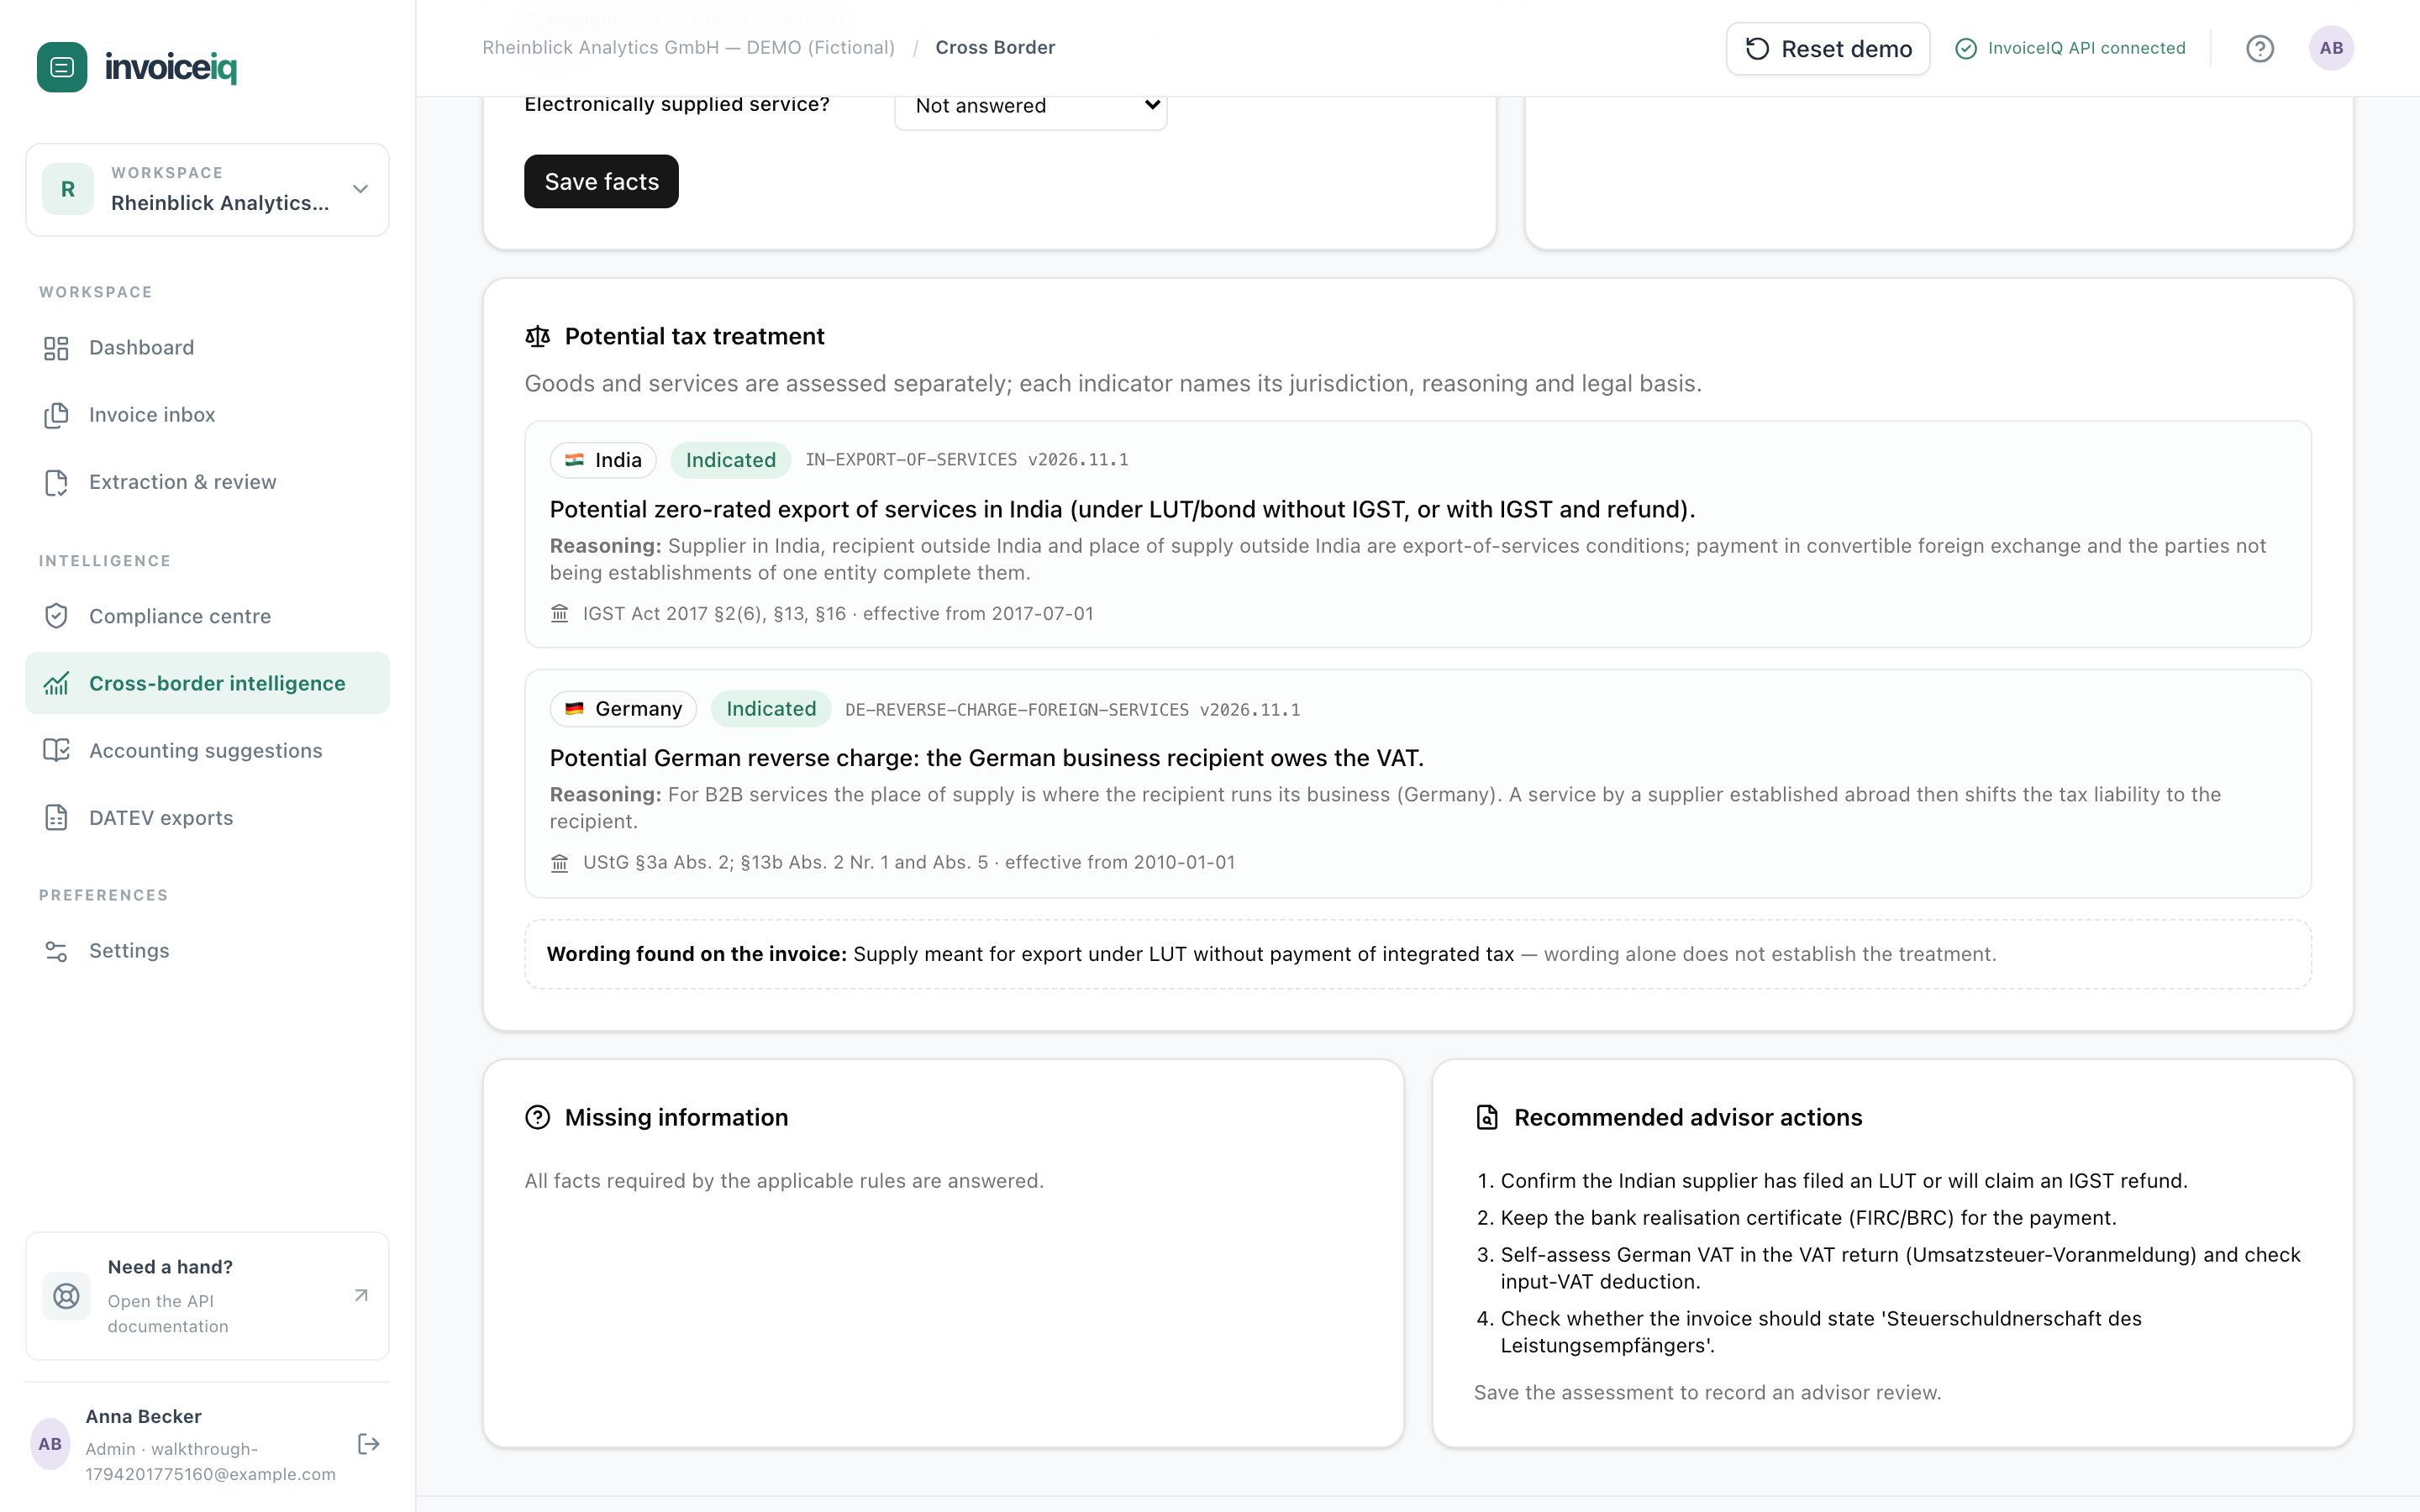 invoiceiq
WORKSPACE
R
Rheinblick Analytics...
WORKSPACE
Dashboard
Invoice inbox
Extraction & review
INTELLIGENCE
Compliance centre
Cross-border intelligence
Accounting suggestions
DATEV exports
PREFERENCES
Settings
Need a hand?
Open the API
documentation
AB
Anna Becker
Admin · walkthrough-
1794201775160@example.com
Rheinblick Analytics GmbH — DEMO (Fictional) / Cross Border
Reset demo
InvoiceIQ API connected
AB
Electronically supplied service?
Not answered
Save facts
Potential tax treatment
Goods and services are assessed separately; each indicator names its jurisdiction, reasoning and legal basis.
India Indicated IN-EXPORT-OF-SERVICES v2026.11.1
Potential zero-rated export of services in India (under LUT/bond without IGST, or with IGST and refund).
Reasoning: Supplier in India, recipient outside India and place of supply outside India are export-of-services conditions; payment in convertible foreign exchange and the parties not
being establishments of one entity complete them.
IGST Act 2017 §2(6), §13, §16 · effective from 2017-07-01
Germany Indicated DE-REVERSE-CHARGE-FOREIGN-SERVICES v2026.11.1
Potential German reverse charge: the German business recipient owes the VAT.
Reasoning: For B2B services the place of supply is where the recipient runs its business (Germany). A service by a supplier established abroad then shifts the tax liability to the
recipient.
UStG §3a Abs. 2; §13b Abs. 2 Nr. 1 and Abs. 5 · effective from 2010-01-01
Wording found on the invoice: Supply meant for export under LUT without payment of integrated tax — wording alone does not establish the treatment.
Missing information
All facts required by the applicable rules are answered.
Recommended advisor actions
1. Confirm the Indian supplier has filed an LUT or will claim an IGST refund.
2. Keep the bank realisation certificate (FIRC/BRC) for the payment.
3. Self-assess German VAT in the VAT return (Umsatzsteuer-Voranmeldung) and check
input-VAT deduction.
4. Check whether the invoice should state 'Steuerschuldnerschaft des
Leistungsempfängers'.
Save the assessment to record an advisor review.